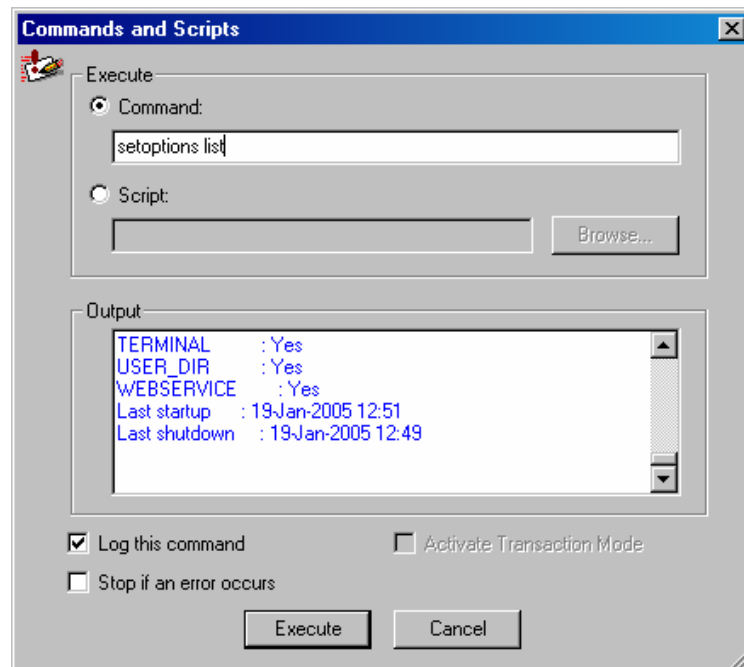 Commands and Scripts
Execute
Command:
setoptions list
Script:
Browse...
Output
TERMINAL : Yes
USER_DIR : Yes
WEBSERVICE : Yes
Last startup : 19-Jan-2005 12:51
Last shutdown : 19-Jan-2005 12:49
Log this command
Activate Transaction Mode
Stop if an error occurs
Execute
Cancel